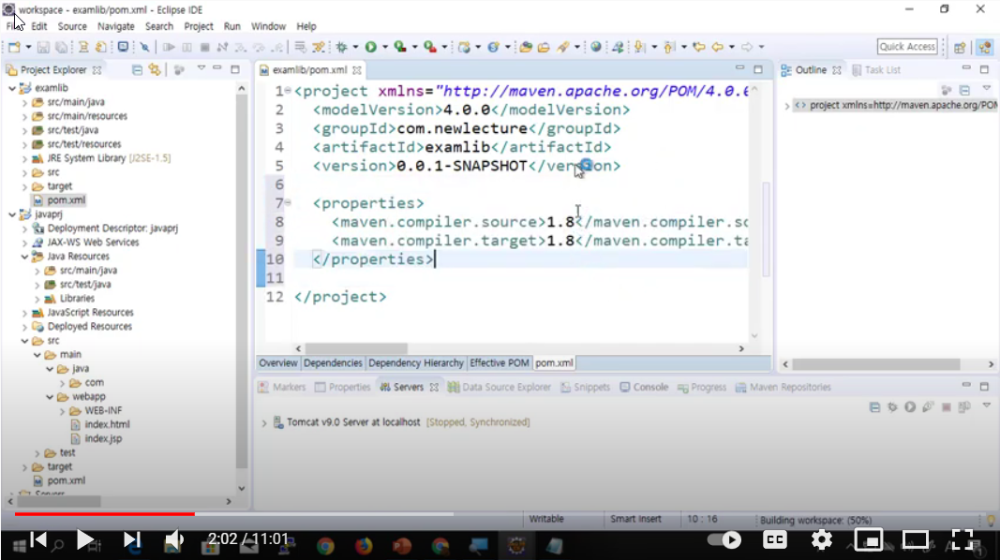 workspace - examlib/pom.xml - Eclipse IDE
File Edit Source Navigate Search Project Run Window Help
Quick Access
Project Explorer
examlib
src/main/java
src/main/resources
src/test/java
src/test/resources
JRE System Library [J2SE-1.5]
src
target
pom.xml
javaprj
Deployment Descriptor: javaprj
JAX-WS Web Services
Java Resources
src/main/java
src/test/java
Libraries
JavaScript Resources
Deployed Resources
src
main
java
com
webapp
WEB-INF
index.html
index.jsp
test
target
pom.xml
Servers
examlib/pom.xml
1 <project xmlns="http://maven.apache.org/POM/4.0.0
2 <modelVersion>4.0.0</modelVersion>
3 <groupId>com.newlecture</groupId>
4 <artifactId>examlib</artifactId>
5 <version>0.0.1-SNAPSHOT</version>
6
7 <properties>
8 <maven.compiler.source>1.8</maven.compiler.so
9 <maven.compiler.target>1.8</maven.compiler.ta
10 </properties>
11
12 </project>
Overview Dependencies Dependency Hierarchy Effective POM pom.xml
Outline Task List
project xmlns=http://maven.apache.org/POM
Markers Properties Servers Data Source Explorer Snippets Console Progress Maven Repositories
Tomcat v9.0 Server at localhost [Stopped, Synchronized]
Writable Smart Insert 10 : 16 Building workspace: (50%)
2:02 / 11:01
CC